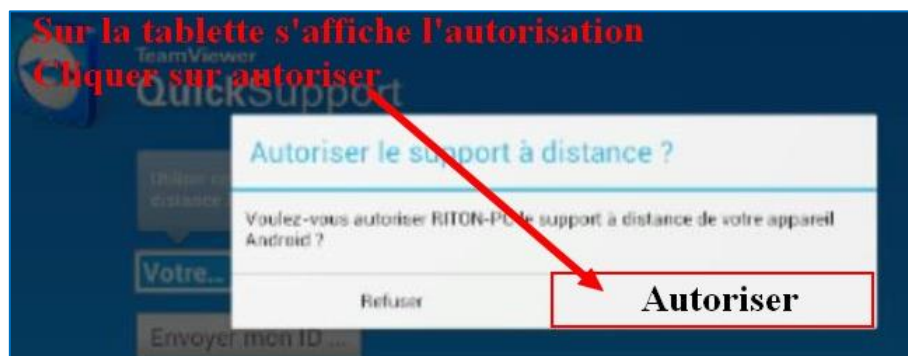 Sur la tablette s'affiche l'autorisation
TeamViewer
Cliquer sur autoriser
QuickSupport
Autoriser le support à distance ?
distance
Voulez-vous autoriser RITON-PC le support à distance de votre appareil
Android ?
Votre...
Refuser
Autoriser
Envoyer mon ID ...